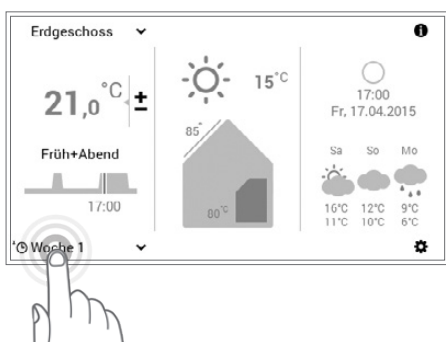 Erdgeschoss
21,0 °C ±
Früh+Abend
17:00
Woche 1
15°C
85°
80°C
17:00
Fr, 17.04.2015
Sa So Mo
16°C 12°C 9°C
11°C 10°C 6°C